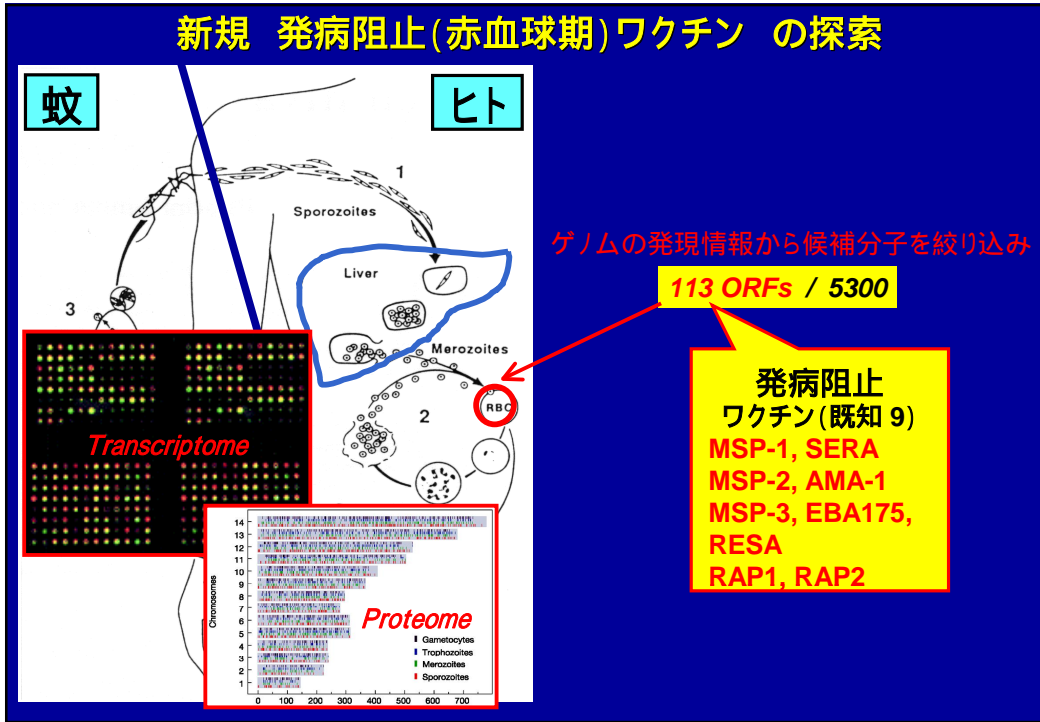 新規 発病阻止(赤血球期)ワクチン の探索
蚊
ヒト
1
Sporozoites
Liver
3
Merozoites
2
RBC
Transcriptome
ゲノムの発現情報から候補分子を絞り込み
113 ORFs / 5300
発病阻止
ワクチン(既知 9)
MSP-1, SERA
MSP-2, AMA-1
MSP-3, EBA175,
RESA
RAP1, RAP2
Chromosomes
14
13
12
11
10
9
8
7
6
5
4
3
2
1
Proteome
Gametocytes
Trophozoites
Merozoites
Sporozoites
0 100 200 300 400 500 600 700